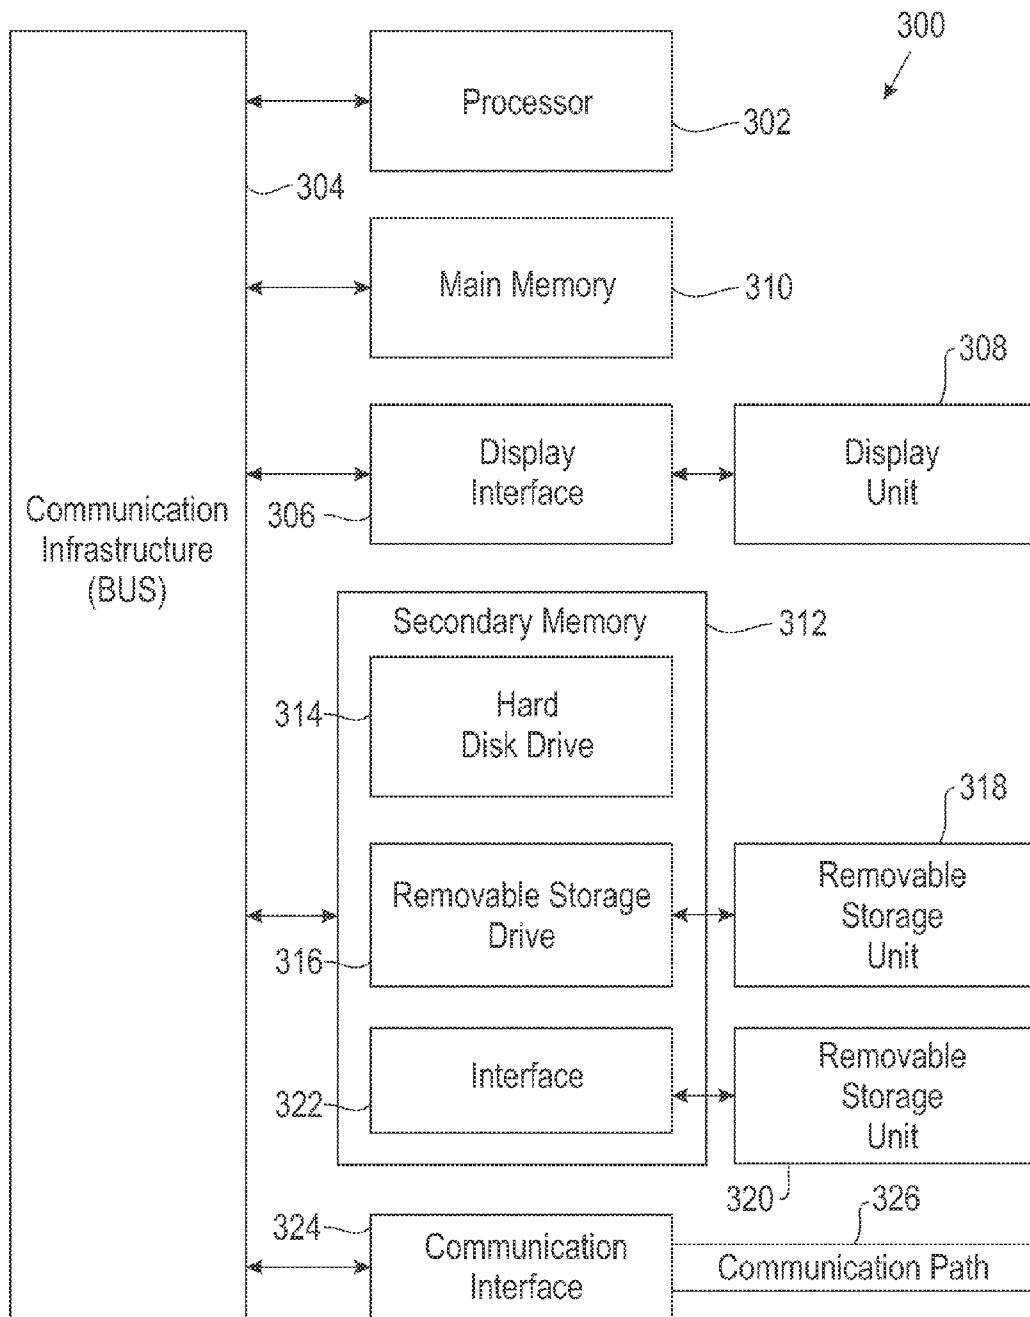 300
Processor
302
304
Main Memory
310
308
Display
Interface
Display
Unit
306
Communication
Infrastructure
(BUS)
Secondary Memory
312
314
Hard
Disk Drive
318
Removable Storage
Drive
Removable
Storage
Unit
316
Interface
Removable
Storage
Unit
322
320
326
324
Communication
Interface
Communication Path